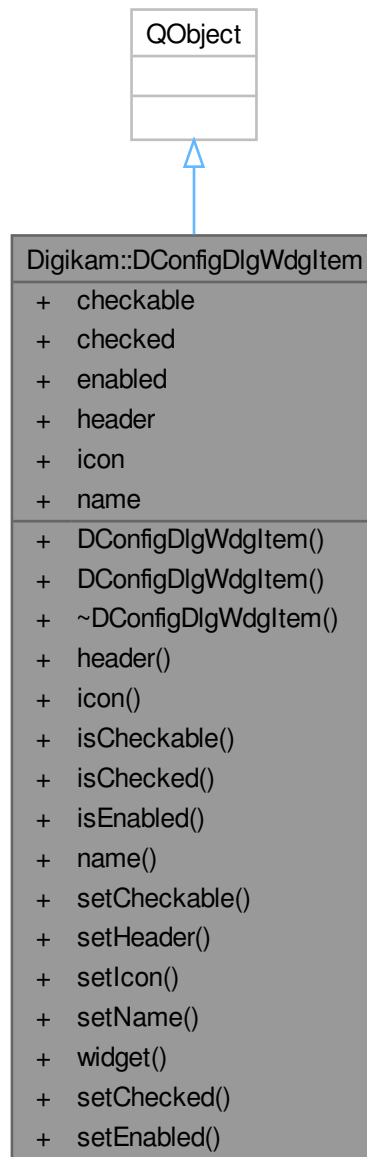 QObject
Digikam::DConfigDlgWdgItem
+ checkable
+ checked
+ enabled
+ header
+ icon
+ name
+ DConfigDlgWdgItem()
+ DConfigDlgWdgItem()
+ ~DConfigDlgWdgItem()
+ header()
+ icon()
+ isCheckable()
+ isChecked()
+ isEnabled()
+ name()
+ setCheckable()
+ setHeader()
+ setIcon()
+ setName()
+ widget()
+ setChecked()
+ setEnabled()